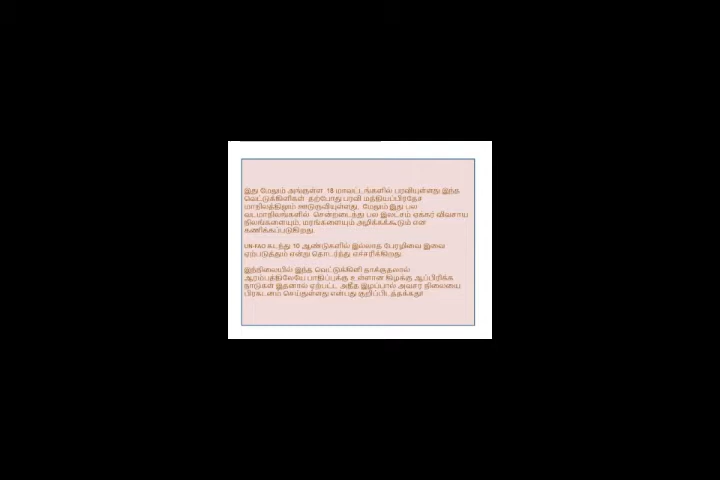 இது மேலும் அங்குள்ள 18 மாவட்டங்களில் பரவியுள்ளது இந்த
வெட்டுக்கிளிகள் தற்போது பரவி மத்தியப்பிரதேச
மாநிலத்திலும் ஊடுருவியுள்ளது, மேலும் இது பல
வடமாநிலங்களில் சென்றடைந்து பல இலட்சம் ஏக்கர் விவசாய
நிலங்களையும், மரங்களையும் அழிக்கக்கூடும் என
கணிக்கப்படுகிறது.
UN-FAO கடந்து 10 ஆண்டுகளில் இல்லாத பேரழிவை இவை
ஏற்படுத்தும் என்று தொடர்ந்து எச்சரிக்கிறது.
இந்நிலையில் இந்த வெட்டுக்கிளி தாக்குதலால்
ஆரம்பத்திலேயே பாதிப்புக்கு உள்ளான கிழக்கு ஆப்பிரிக்க
நாடுகள் இதனால் ஏற்பட்ட அதீத இழப்பால் அவசர நிலையை
பிரகடனம் செய்துள்ளது என்பது குறிப்பிடத்தக்கது